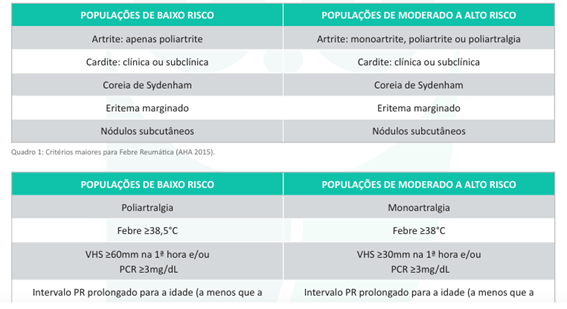 POPULAÇÕES DE BAIXO RISCO POPULAÇÕES DE MODERADO A ALTO RISCO
Artrite: apenas poliartrite Artrite: monoartrite, poliartrite ou poliartralgia
Cardite: clínica ou subclínica Cardite: clínica ou subclínica
Coreia de Sydenham Coreia de Sydenham
Eritema marginado Eritema marginado
Nódulos subcutâneos Nódulos subcutâneos
Quadro 1: Critérios maiores para Febre Reumática (AHA 2015).
POPULAÇÕES DE BAIXO RISCO POPULAÇÕES DE MODERADO A ALTO RISCO
Poliartralgia Monoartralgia
Febre ≥38,5°C Febre ≥38°C
VHS ≥60mm na 1ª hora e/ou VHS ≥30mm na 1ª hora e/ou
PCR ≥3mg/dL PCR ≥3mg/dL
Intervalo PR prolongado para a idade (a menos que a Intervalo PR prolongado para a idade (a menos que a